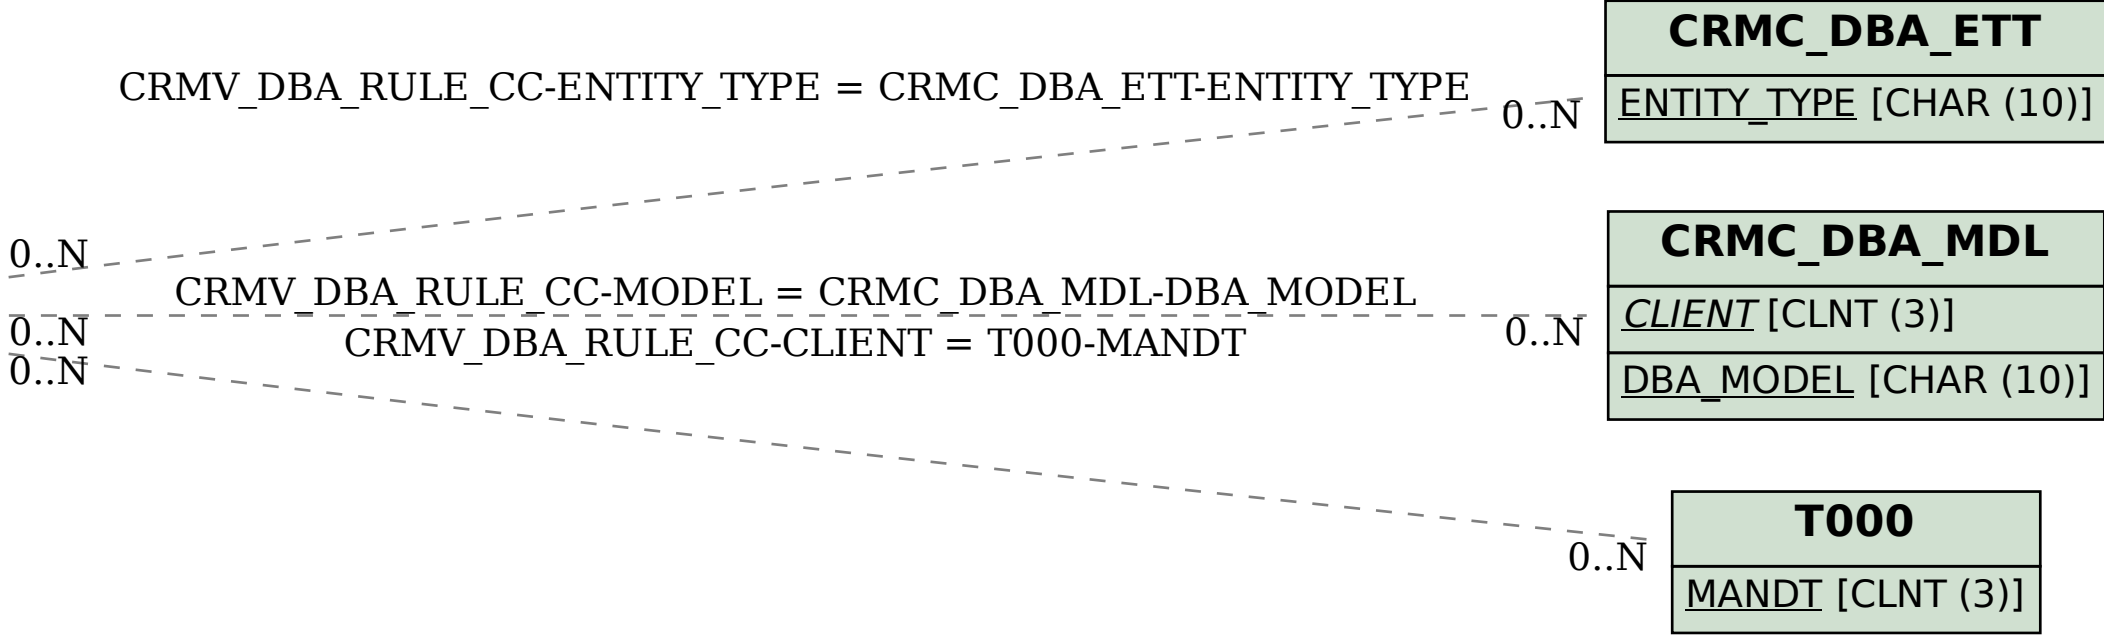 CRMC_DBA_ETT
CRMV_DBA_RULE_CC-ENTITY_TYPE = CRMC_DBA_ETT-ENTITY_TYPE
0..N
ENTITY_TYPE [CHAR (10)]
0..N
CRMC_DBA_MDL
CRMV_DBA_RULE_CC-MODEL = CRMC_DBA_MDL-DBA_MODEL
CLIENT [CLNT (3)]
0..N
0..N
CRMV_DBA_RULE_CC-CLIENT = T000-MANDT
0..N
DBA_MODEL [CHAR (10)]
T000
0..N
MANDT [CLNT (3)]